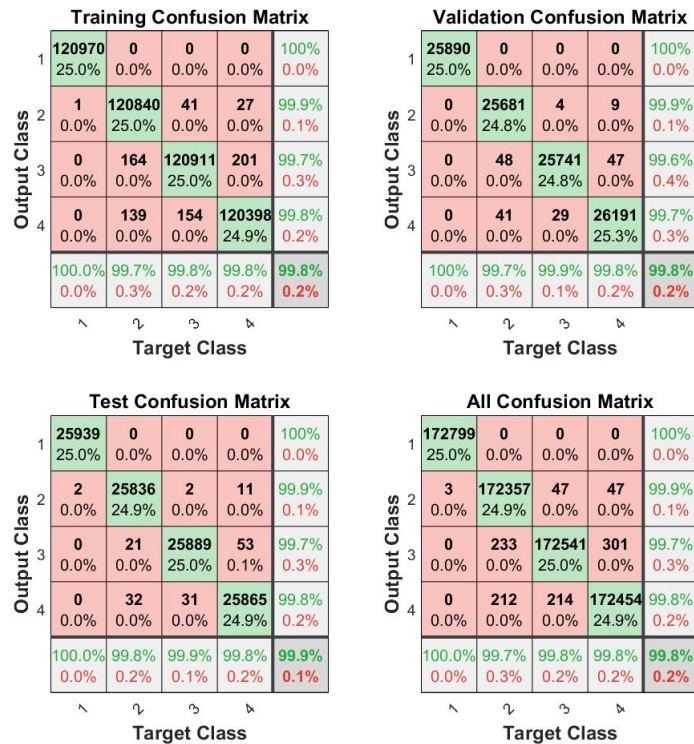 Training Confusion Matrix
1 120970 0 0 0 100%
25.0% 0.0% 0.0% 0.0% 0.0%
2 1 120840 41 27 99.9%
0.0% 25.0% 0.0% 0.0% 0.1%
3 0 164 120911 201 99.7%
0.0% 0.0% 25.0% 0.0% 0.3%
4 0 139 154 120398 99.8%
0.0% 0.0% 0.0% 24.9% 0.2%
100.0% 99.7% 99.8% 99.8% 99.8%
0.0% 0.3% 0.2% 0.2% 0.2%
1 2 3 4
Target Class
Output Class
Validation Confusion Matrix
1 25890 0 0 0 100%
25.0% 0.0% 0.0% 0.0% 0.0%
2 0 25681 4 9 99.9%
0.0% 24.8% 0.0% 0.0% 0.1%
3 0 48 25741 47 99.6%
0.0% 0.0% 24.8% 0.0% 0.4%
4 0 41 29 26191 99.7%
0.0% 0.0% 0.0% 25.3% 0.3%
100% 99.7% 99.9% 99.8% 99.8%
0.0% 0.3% 0.1% 0.2% 0.2%
1 2 3 4
Target Class
Output Class
Test Confusion Matrix
1 25939 0 0 0 100%
25.0% 0.0% 0.0% 0.0% 0.0%
2 2 25836 2 11 99.9%
0.0% 24.9% 0.0% 0.0% 0.1%
3 0 21 25889 53 99.7%
0.0% 0.0% 25.0% 0.1% 0.3%
4 0 32 31 25865 99.8%
0.0% 0.0% 0.0% 24.9% 0.2%
100.0% 99.8% 99.9% 99.8% 99.9%
0.0% 0.2% 0.1% 0.2% 0.1%
1 2 3 4
Target Class
Output Class
All Confusion Matrix
1 172799 0 0 0 100%
25.0% 0.0% 0.0% 0.0% 0.0%
2 3 172357 47 47 99.9%
0.0% 24.9% 0.0% 0.0% 0.1%
3 0 233 172541 301 99.7%
0.0% 0.0% 25.0% 0.0% 0.3%
4 0 212 214 172454 99.8%
0.0% 0.0% 0.0% 24.9% 0.2%
100.0% 99.7% 99.8% 99.8% 99.8%
0.0% 0.3% 0.2% 0.2% 0.2%
1 2 3 4
Target Class
Output Class